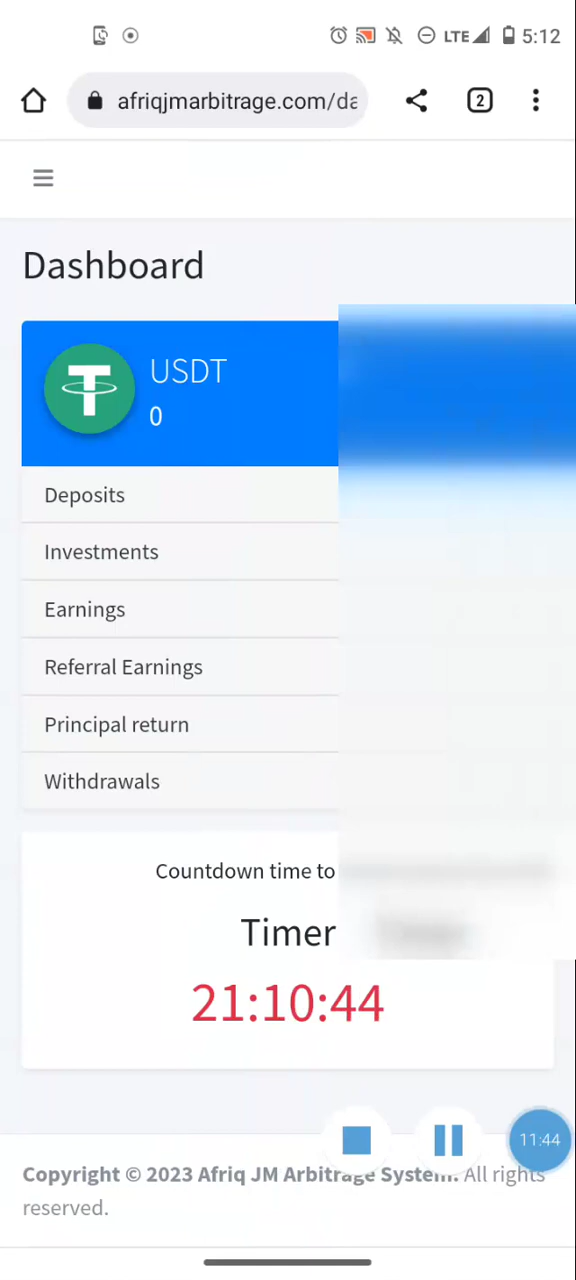 LTE 5:12
afriqjmarbitrage.com/da
2
Dashboard
USDT
0
Deposits
Investments
Earnings
Referral Earnings
Principal return
Withdrawals
Countdown time to
Timer
21:10:44
11:44
Copyright © 2023 Afriq JM Arbitrage System. All rights
reserved.